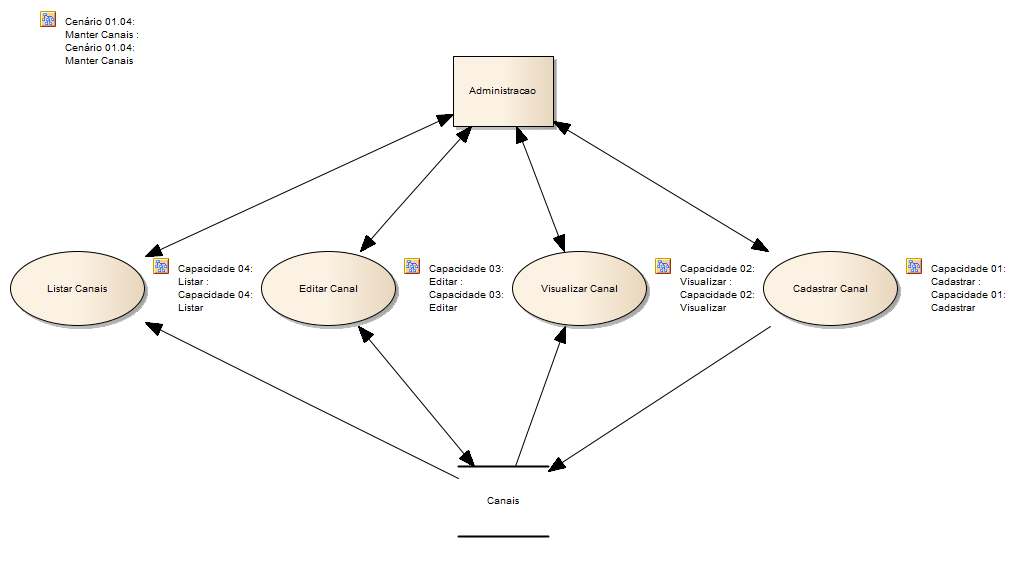 Cenário 01.04:
Manter Canais :
Cenário 01.04:
Manter Canais
Administracao
Listar Canais
Capacidade 04:
Listar :
Capacidade 04:
Listar
Editar Canal
Capacidade 03:
Editar :
Capacidade 03:
Editar
Visualizar Canal
Capacidade 02:
Visualizar :
Capacidade 02:
Visualizar
Cadastrar Canal
Capacidade 01:
Cadastrar :
Capacidade 01:
Cadastrar
Canais